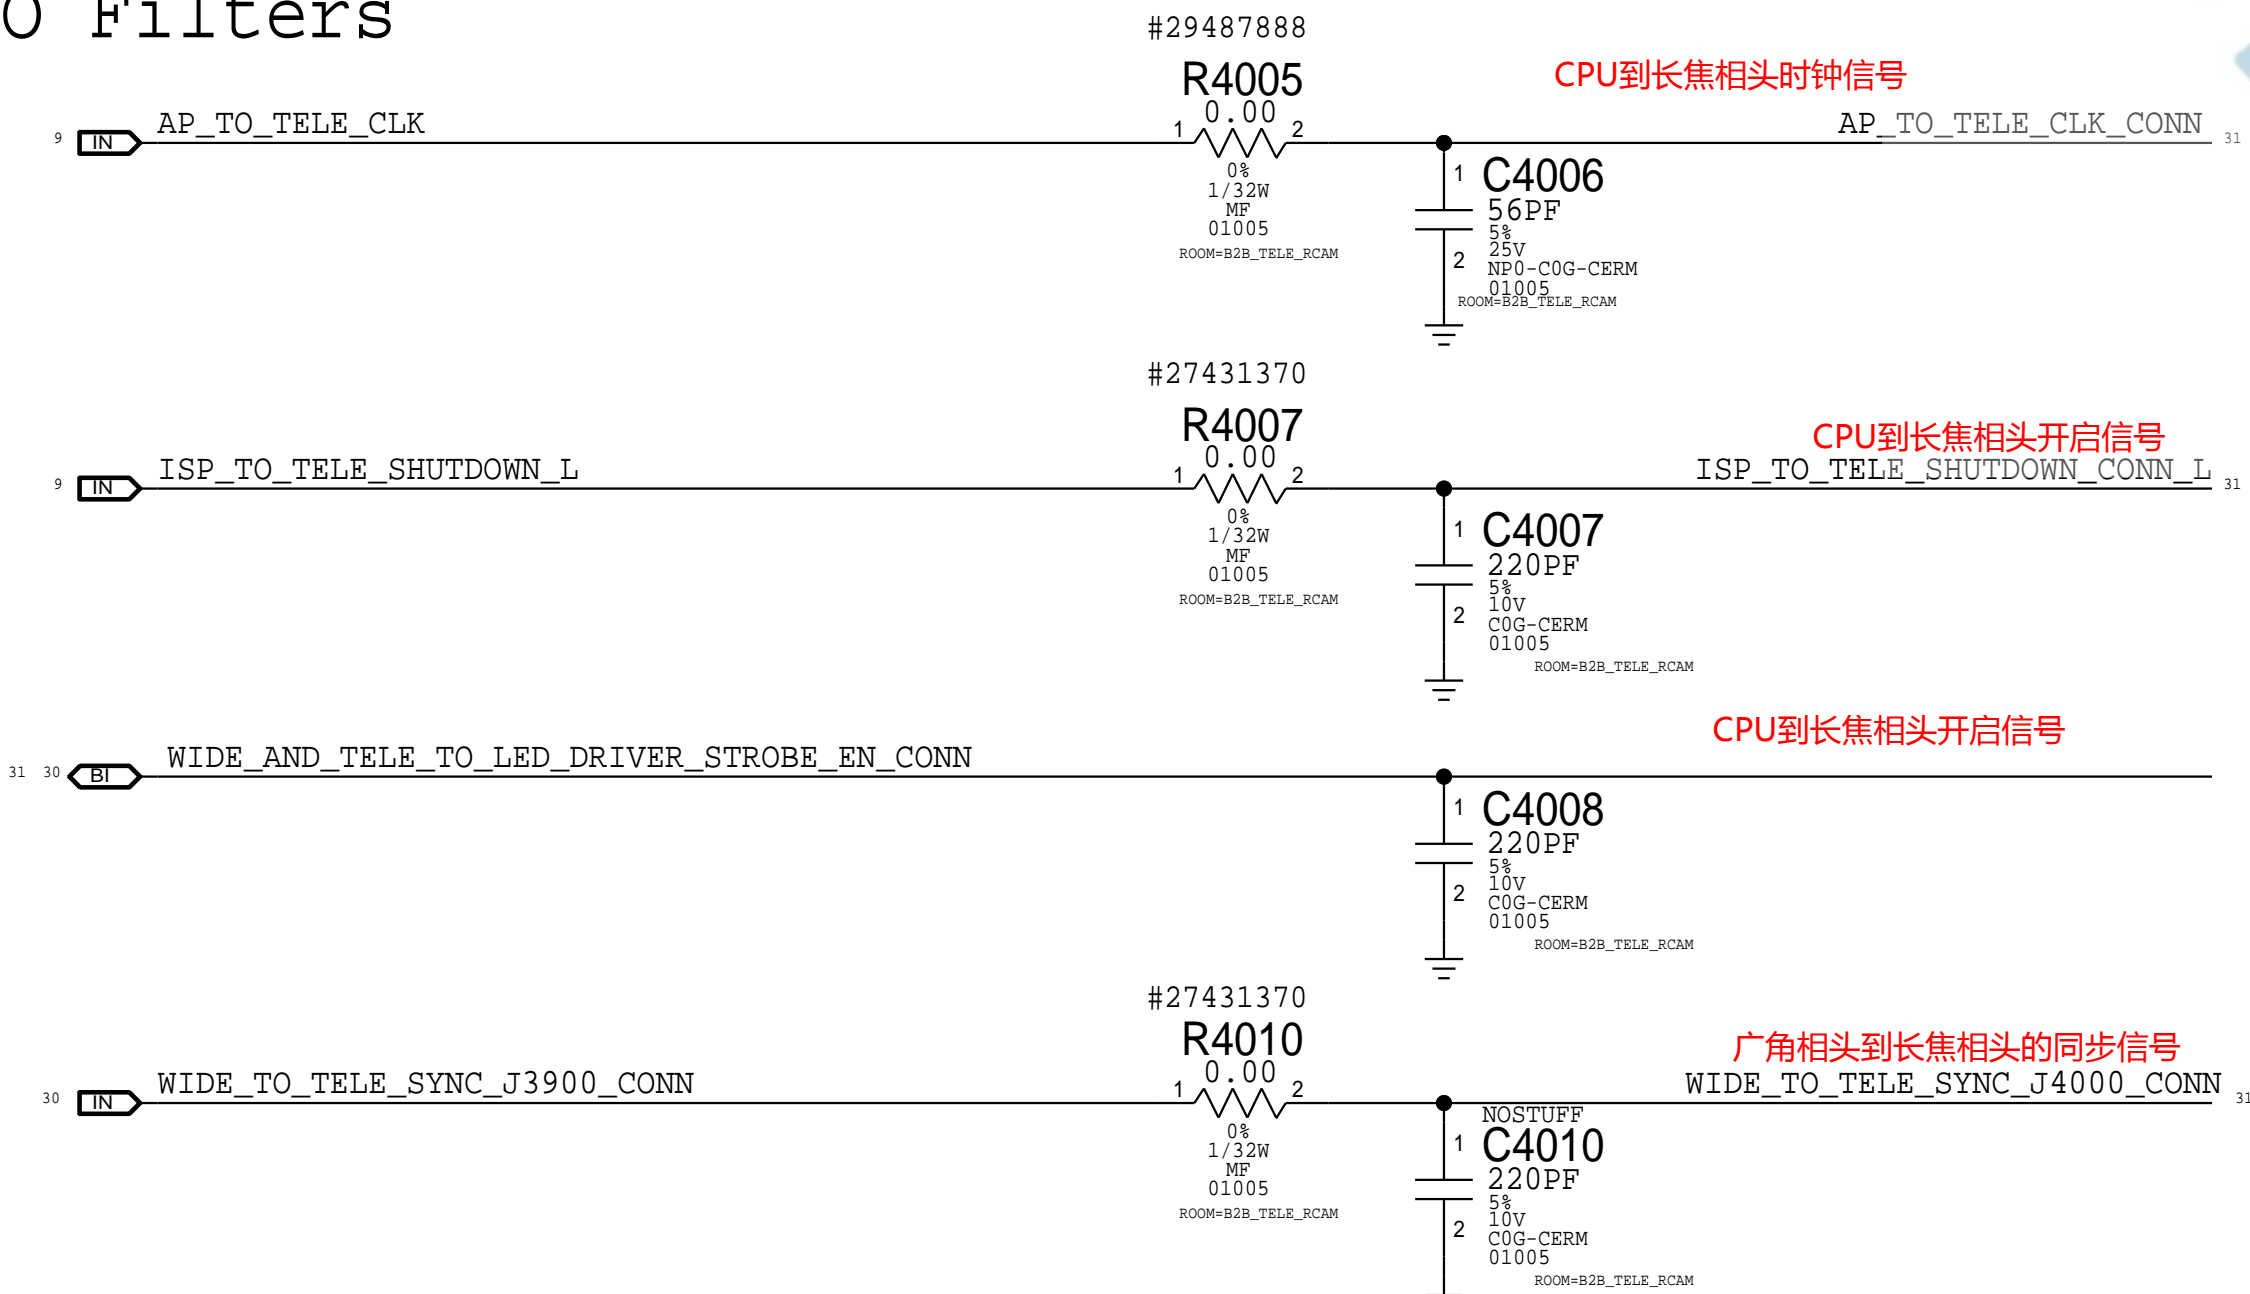 O Filters
#29487888
R4005
0.00
CPU到长焦相头时钟信号
9 IN AP_TO_TELE_CLK
1 2
AP_TO_TELE_CLK_CONN 31
0%
1/32W
MF
01005
ROOM=B2B_TELE_RCAM
1 C4006
56PF
5%
25V
2 NP0-C0G-CERM
01005
ROOM=B2B_TELE_RCAM
#27431370
R4007
0.00
CPU到长焦相头开启信号
9 IN ISP_TO_TELE_SHUTDOWN_L
1 2
ISP_TO_TELE_SHUTDOWN_CONN_L 31
0%
1/32W
MF
01005
ROOM=B2B_TELE_RCAM
1 C4007
220PF
5%
10V
2 C0G-CERM
01005
ROOM=B2B_TELE_RCAM
CPU到长焦相头开启信号
31 30 BI WIDE_AND_TELE_TO_LED_DRIVER_STROBE_EN_CONN
1 C4008
220PF
5%
10V
2 C0G-CERM
01005
ROOM=B2B_TELE_RCAM
#27431370
R4010
0.00
广角相头到长焦相头的同步信号
30 IN WIDE_TO_TELE_SYNC_J3900_CONN
1 2
WIDE_TO_TELE_SYNC_J4000_CONN 31
0%
1/32W
MF
01005
ROOM=B2B_TELE_RCAM
NOSTUFF
1 C4010
220PF
5%
10V
2 C0G-CERM
01005
ROOM=B2B_TELE_RCAM